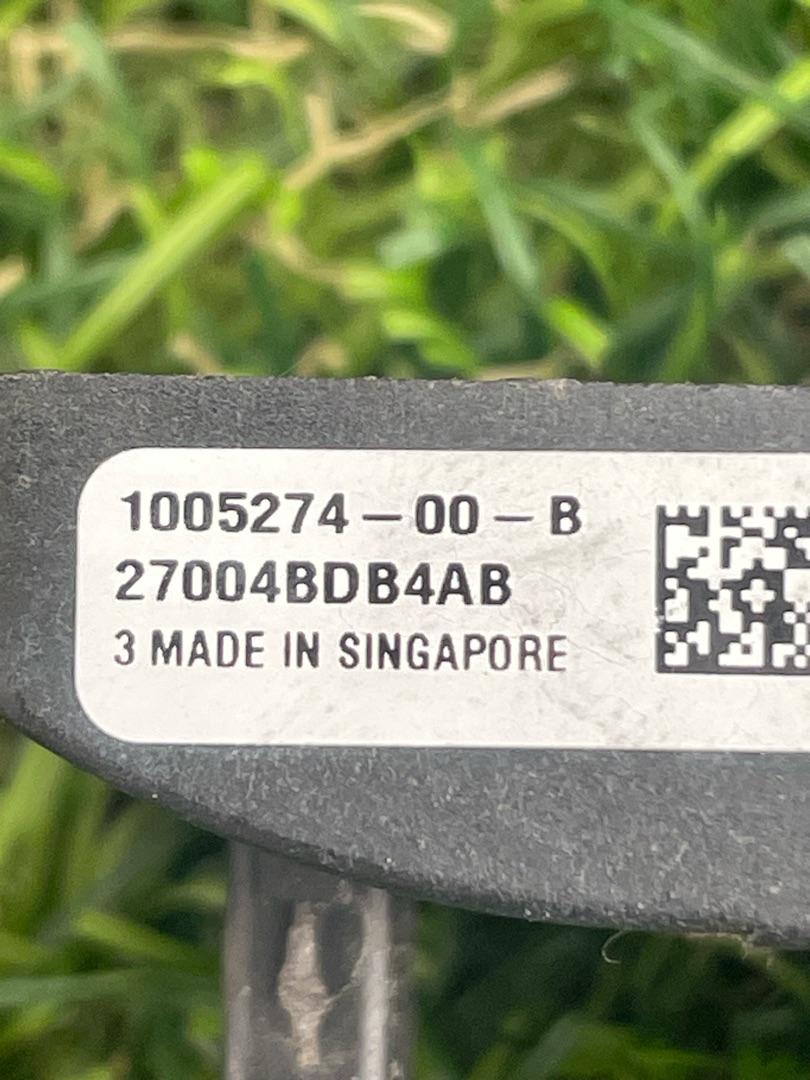 1005274-00-B
27004BDB4AB
3 MADE IN SINGAPORE